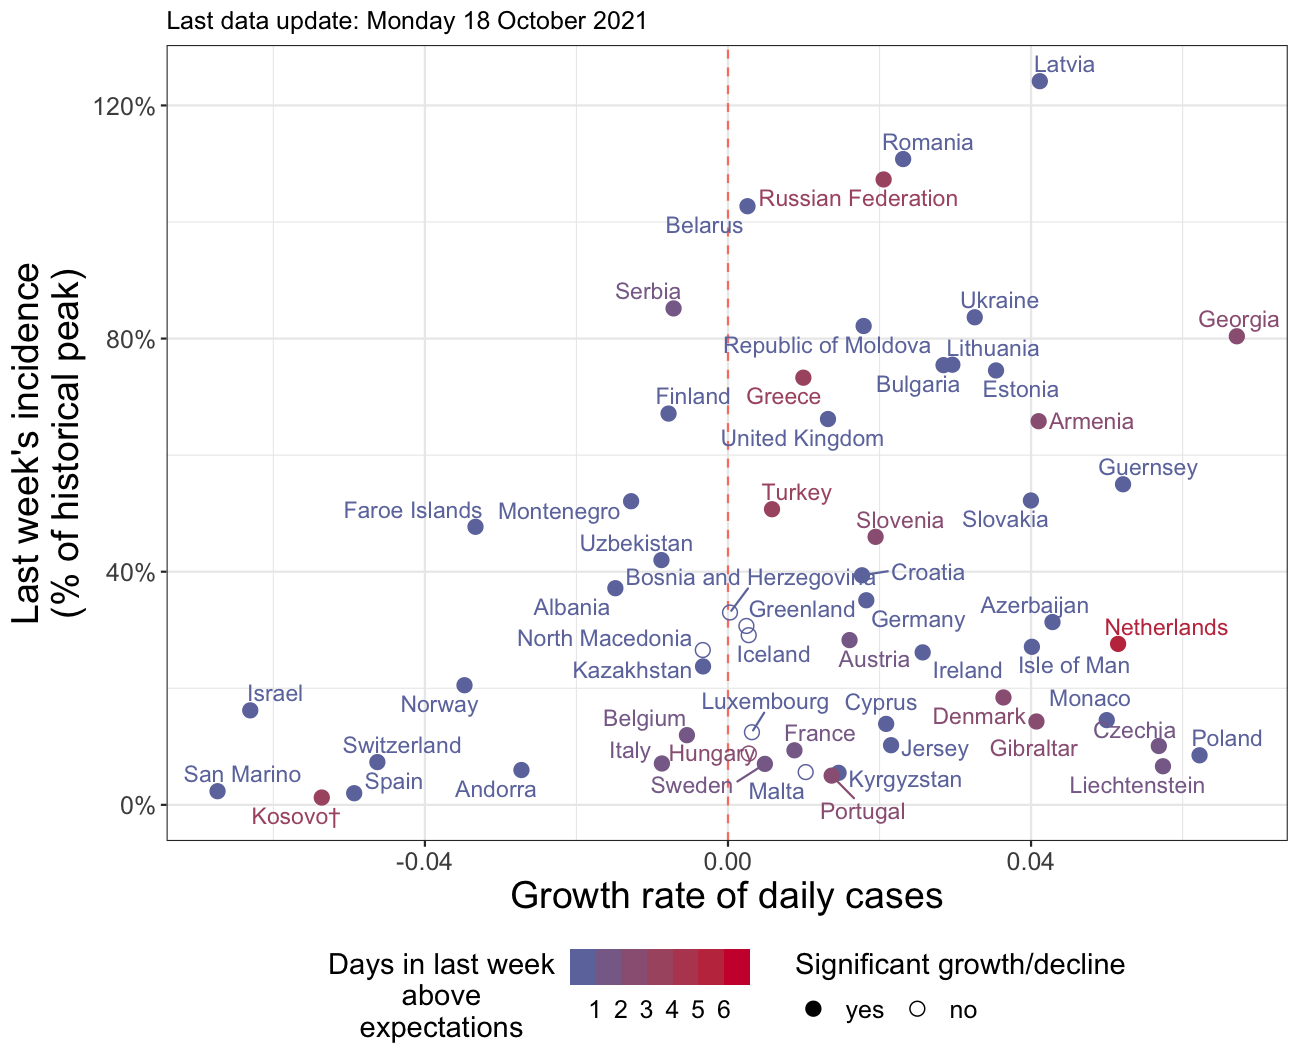 Last data update: Monday 18 October 2021
Last week's incidence
(% of historical peak)
120%
80%
40%
0%
Latvia
Romania
Russian Federation
Belarus
Serbia
Ukraine
Georgia
Republic of Moldova
Lithuania
Bulgaria
Estonia
Finland
Greece
Armenia
United Kingdom
Guernsey
Turkey
Faroe Islands
Montenegro
Slovenia
Slovakia
Uzbekistan
Bosnia and Herzegovina
Croatia
Albania
Greenland
Azerbaijan
Germany
Netherlands
North Macedonia
Iceland
Austria
Kazakhstan
Ireland
Isle of Man
Israel
Norway
Luxembourg
Cyprus
Monaco
Belgium
Denmark
France
Czechia
Switzerland
Italy
Hungary
Jersey
Gibraltar
Poland
San Marino
Spain
Andorra
Sweden
Malta
Kyrgyzstan
Liechtenstein
Kosovo†
Portugal
-0.04
0.00
0.04
Growth rate of daily cases
Days in last week
above
expectations
1 2 3 4 5 6
Significant growth/decline
yes
no